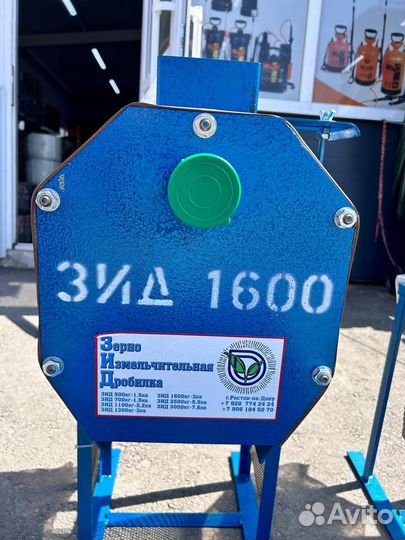 ЗИД 1600
Зерно
Измельчительная
Дробилка
ЗИД 500кг-1,5кв ЗИД 1600кг-3кв
ЗИД 700кг-1,5кв ЗИД 2500кг-5,5кв
ЗИД 1100кг-2,2кв ЗИД 3000кг-7,6кв
ЗИД 1300кг-3кв
г.Ростов-на-Дону
+7 928 774 24 24
+7 906 184 50 70
Avito